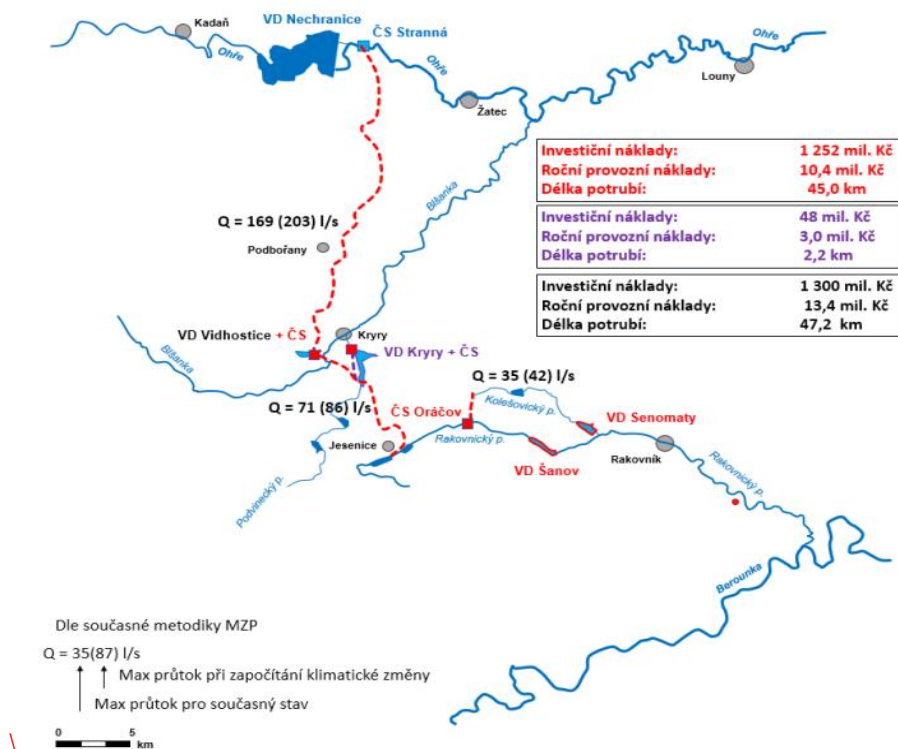 Kadaň
VD Nechranice
ČS Stranná
Ohře
Ohře
Ohře
Louny
Žatec
Investiční náklady: 1 252 mil. Kč
Roční provozní náklady: 10,4 mil. Kč
Délka potrubí: 45,0 km
Blšanka
Investiční náklady: 48 mil. Kč
Roční provozní náklady: 3,0 mil. Kč
Délka potrubí: 2,2 km
Q = 169 (203) l/s
Podbořany
Investiční náklady: 1 300 mil. Kč
Roční provozní náklady: 13,4 mil. Kč
Délka potrubí: 47,2 km
VD Vidhostice + ČS
Kryry
VD Kryry + ČS
Blšanka
Q = 35 (42) l/s
Kolešovický p.
Q = 71 (86) l/s
ČS Oráčov
VD Senomaty
Jesenice
Rakovnický p.
VD Šanov
Rakovník
Rakovnický p.
Podvinecký p.
Berounka
Dle současné metodiky MZP
Q = 35(87) l/s
Max průtok při započítání klimatické změny
Max průtok pro současný stav
0 5
km
\